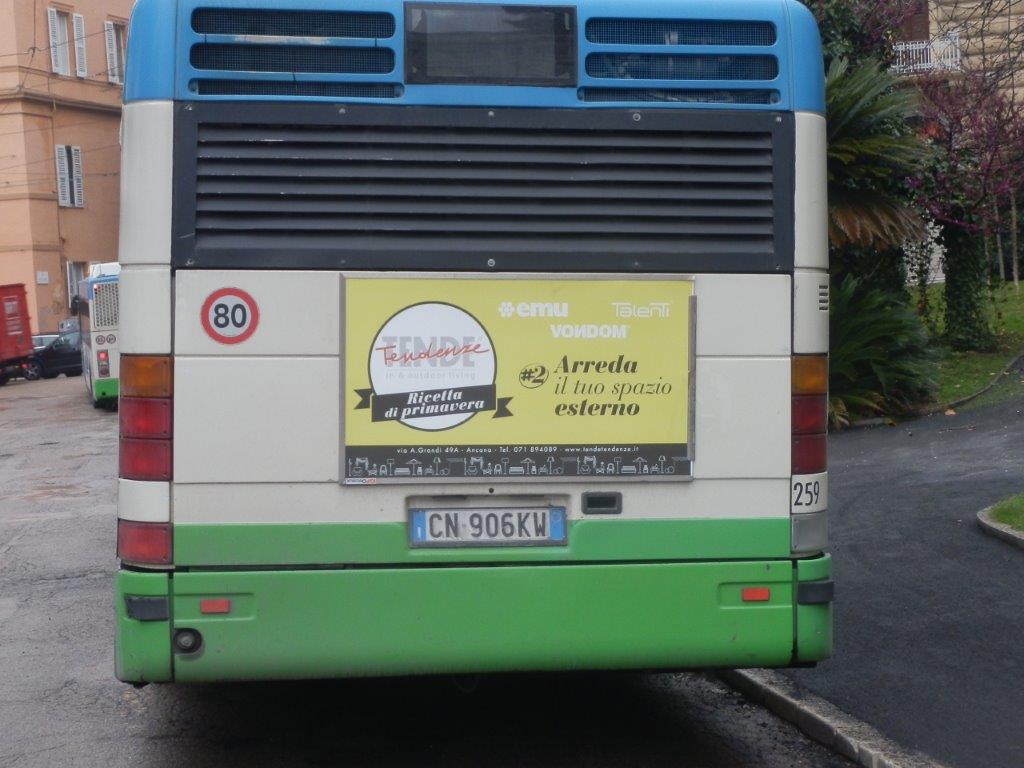 80
emu Talenti
VONDOM
TENDE
Tendenze
in & outdoor living
Ricetta
di primavera
#2 Arreda
il tuo spazio
esterno
via A.Grandi 49A - Ancona - Tel. 071 894089 - www.tendetendenze.it
259
I CN 906KW